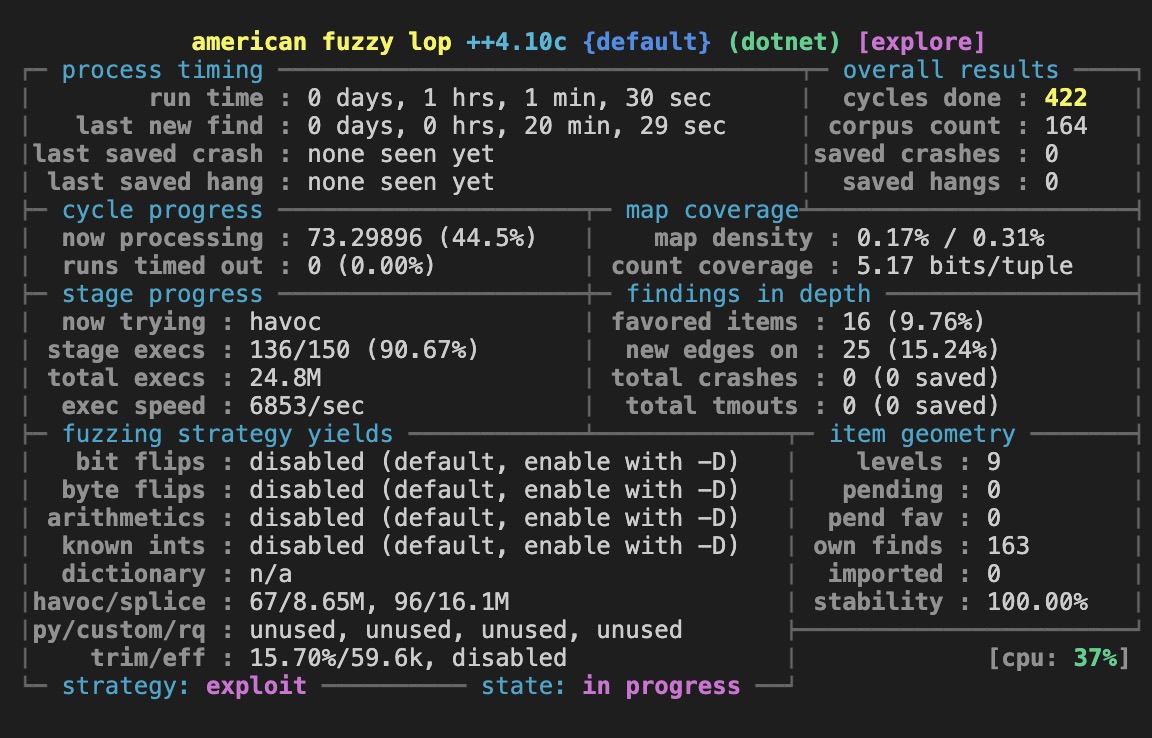 american fuzzy lop ++4.10c {default} (dotnet) [explore]
process timing overall results
run time : 0 days, 1 hrs, 1 min, 30 sec cycles done : 422
last new find : 0 days, 0 hrs, 20 min, 29 sec corpus count : 164
last saved crash : none seen yet saved crashes : 0
last saved hang : none seen yet saved hangs : 0
cycle progress map coverage
now processing : 73.29896 (44.5%) map density : 0.17% / 0.31%
runs timed out : 0 (0.00%) count coverage : 5.17 bits/tuple
stage progress findings in depth
now trying : havoc favored items : 16 (9.76%)
stage execs : 136/150 (90.67%) new edges on : 25 (15.24%)
total execs : 24.8M total crashes : 0 (0 saved)
exec speed : 6853/sec total tmouts : 0 (0 saved)
fuzzing strategy yields item geometry
bit flips : disabled (default, enable with -D) levels : 9
byte flips : disabled (default, enable with -D) pending : 0
arithmetics : disabled (default, enable with -D) pend fav : 0
known ints : disabled (default, enable with -D) own finds : 163
dictionary : n/a imported : 0
havoc/splice : 67/8.65M, 96/16.1M stability : 100.00%
py/custom/rq : unused, unused, unused, unused
trim/eff : 15.70%/59.6k, disabled [cpu: 37%]
strategy: exploit state: in progress